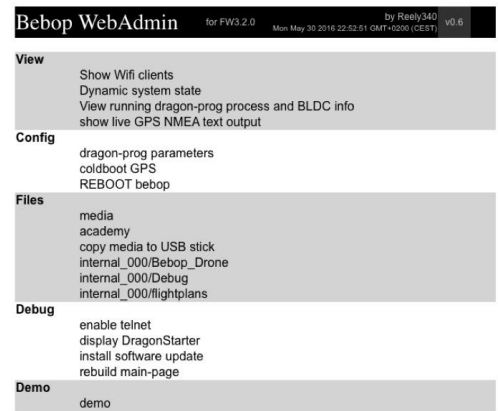 Bebop WebAdmin for FW3.2.0 by Reely340 v0.6
Mon May 30 2016 22:52:51 GMT+0200 (CEST)
View
Show Wifi clients
Dynamic system state
View running dragon-prog process and BLDC info
show live GPS NMEA text output
Config
dragon-prog parameters
coldboot GPS
REBOOT bebop
Files
media
academy
copy media to USB stick
internal_000/Bebop_Drone
internal_000/Debug
internal_000/flightplans
Debug
enable telnet
display DragonStarter
install software update
rebuild main-page
Demo
demo